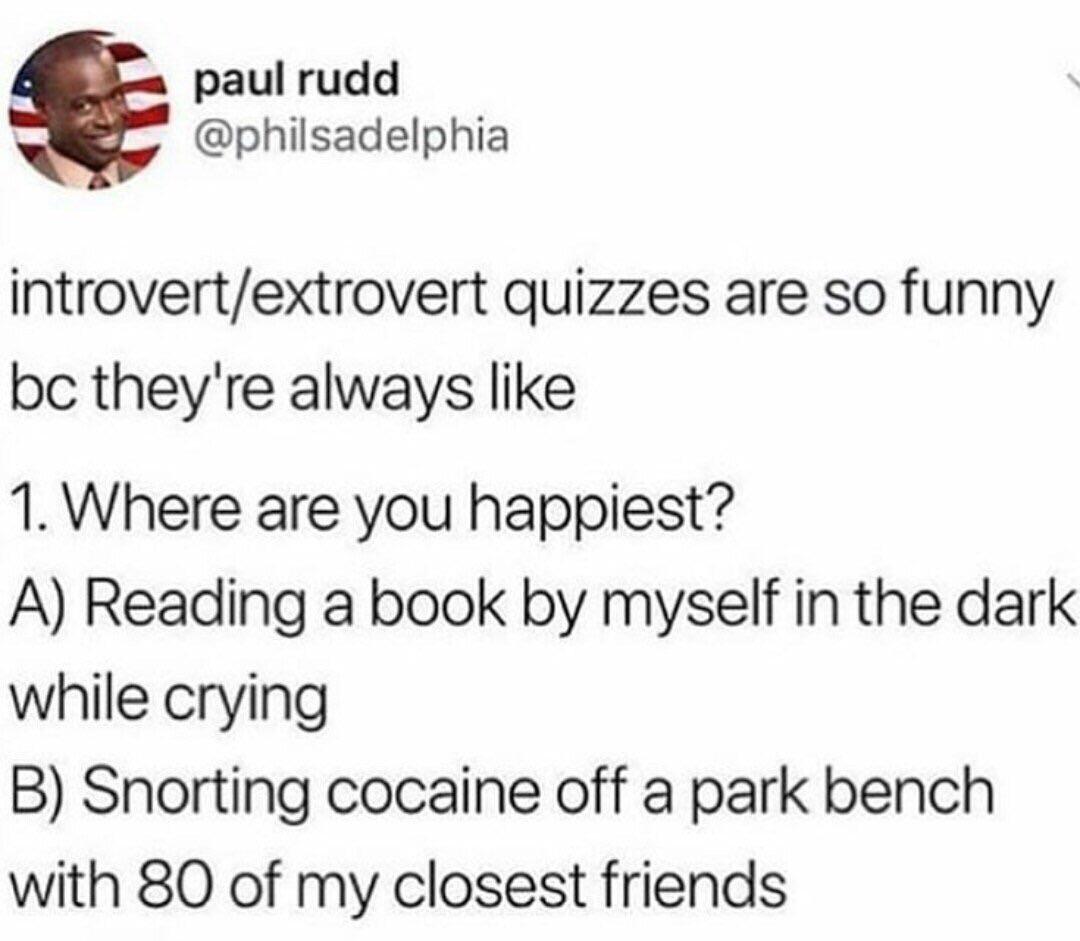 paul rudd
@philsadelphia
introvert/extrovert quizzes are so funny
bc they're always like
1. Where are you happiest?
A) Reading a book by myself in the dark
while crying
B) Snorting cocaine off a park bench
with 80 of my closest friends